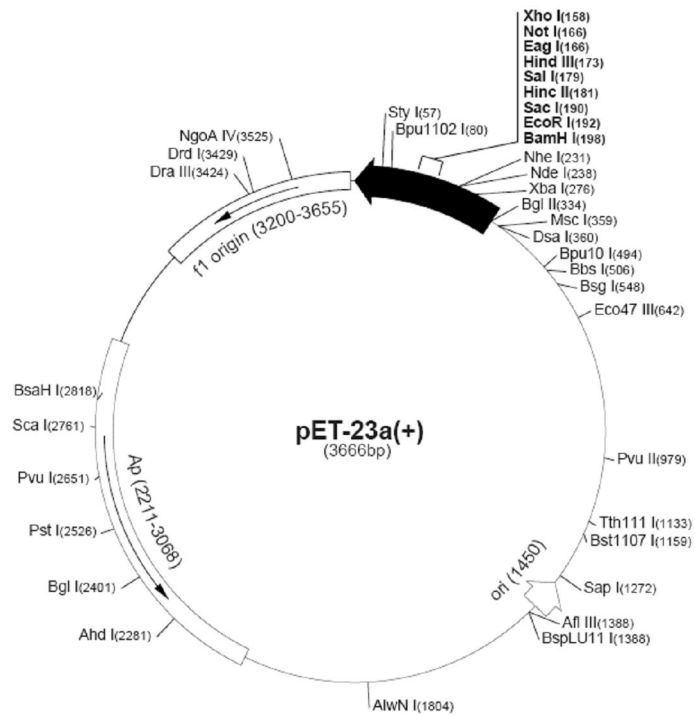 Xho I(158)
Not I(166)
Eag I(166)
Hind III(173)
Sal I(179)
Hinc II(181)
Sac I(190)
EcoR I(192)
BamH I(198)
Sty I(57)
Bpu1102 I(80)
NgoA IV(3525)
Drd I(3429)
Dra III(3424)
Nhe I(231)
Nde I(238)
Xba I(276)
Bgl II(334)
Msc I(359)
Dsa I(360)
Bpu10 I(494)
Bbs I(506)
Bsg I(548)
Eco47 III(642)
f1 origin (3200-3655)
BsaH I(2818)
Sca I(2761)
Pvu I(2651)
Pst I(2526)
Bgl I(2401)
Ahd I(2281)
Ap (2211-3068)
pET-23a(+)
(3666bp)
Pvu II(979)
Tth111 I(1133)
Bst1107 I(1159)
ori (1450)
Sap I(1272)
Afl III(1388)
BspLU11 I(1388)
AlwN I(1804)